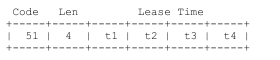 Code Len Lease Time
+-----+-----+-----+-----+-----+-----+
| 51 | 4 | t1 | t2 | t3 | t4 |
+-----+-----+-----+-----+-----+-----+